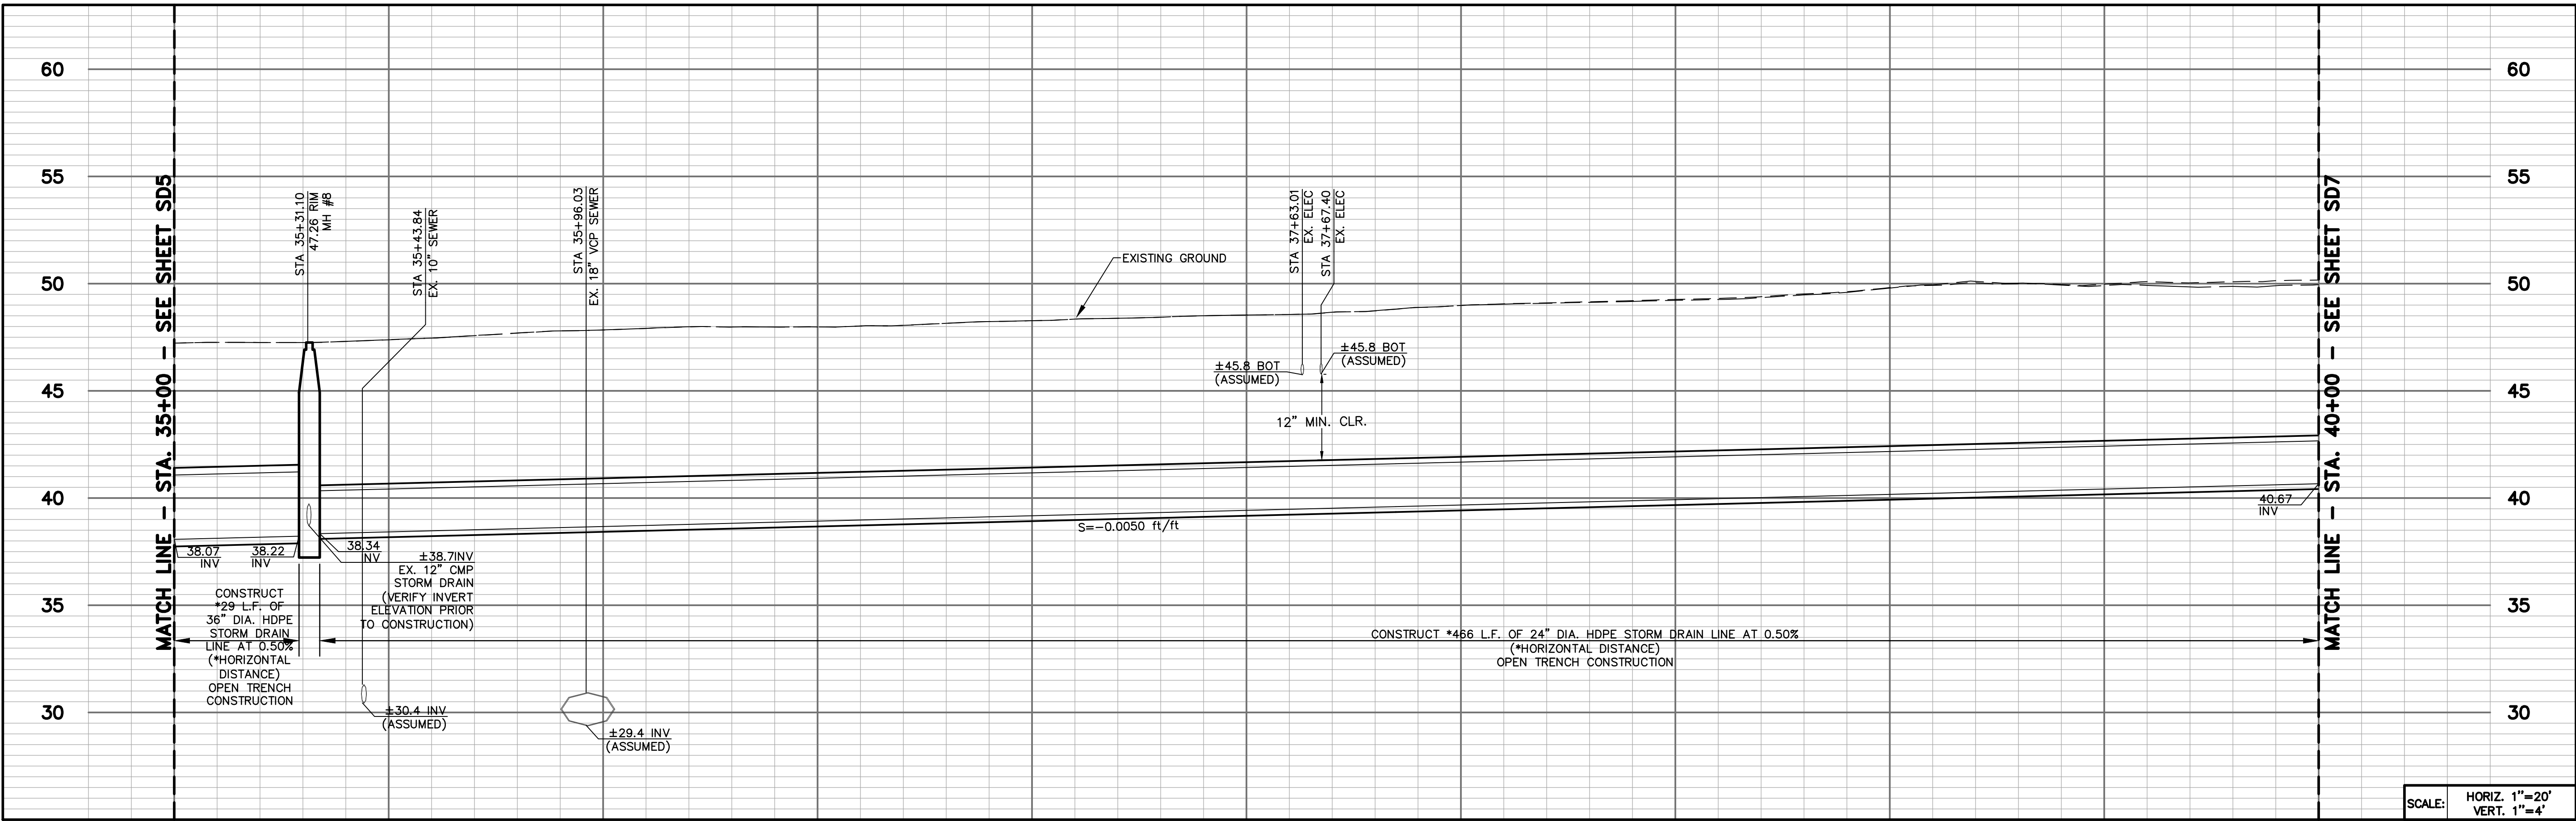 60
60
55
55
50
50
45
45
40
40
35
35
30
30
MATCH LINE - STA. 35+00 - SEE SHEET SD5
STA 35+31.10
47.26 RIM
MH #8
STA 35+43.84
EX. 10" SEWER
STA 35+96.03
EX. 18" VCP SEWER
EXISTING GROUND
STA 37+63.01
EX. ELEC
STA 37+67.40
EX. ELEC
±45.8 BOT
(ASSUMED)
±45.8 BOT
(ASSUMED)
12" MIN. CLR.
MATCH LINE - STA. 40+00 - SEE SHEET SD7
38.07
INV
38.22
INV
38.34
INV
±38.7INV
EX. 12" CMP
STORM DRAIN
(VERIFY INVERT
ELEVATION PRIOR
TO CONSTRUCTION)
S=-0.0050 ft/ft
40.67
INV
CONSTRUCT
*29 L.F. OF
36" DIA. HDPE
STORM DRAIN
LINE AT 0.50%
(*HORIZONTAL
DISTANCE)
OPEN TRENCH
CONSTRUCTION
CONSTRUCT *466 L.F. OF 24" DIA. HDPE STORM DRAIN LINE AT 0.50%
(*HORIZONTAL DISTANCE)
OPEN TRENCH CONSTRUCTION
±30.4 INV
(ASSUMED)
±29.4 INV
(ASSUMED)
SCALE:
HORIZ. 1"=20'
VERT. 1"=4'